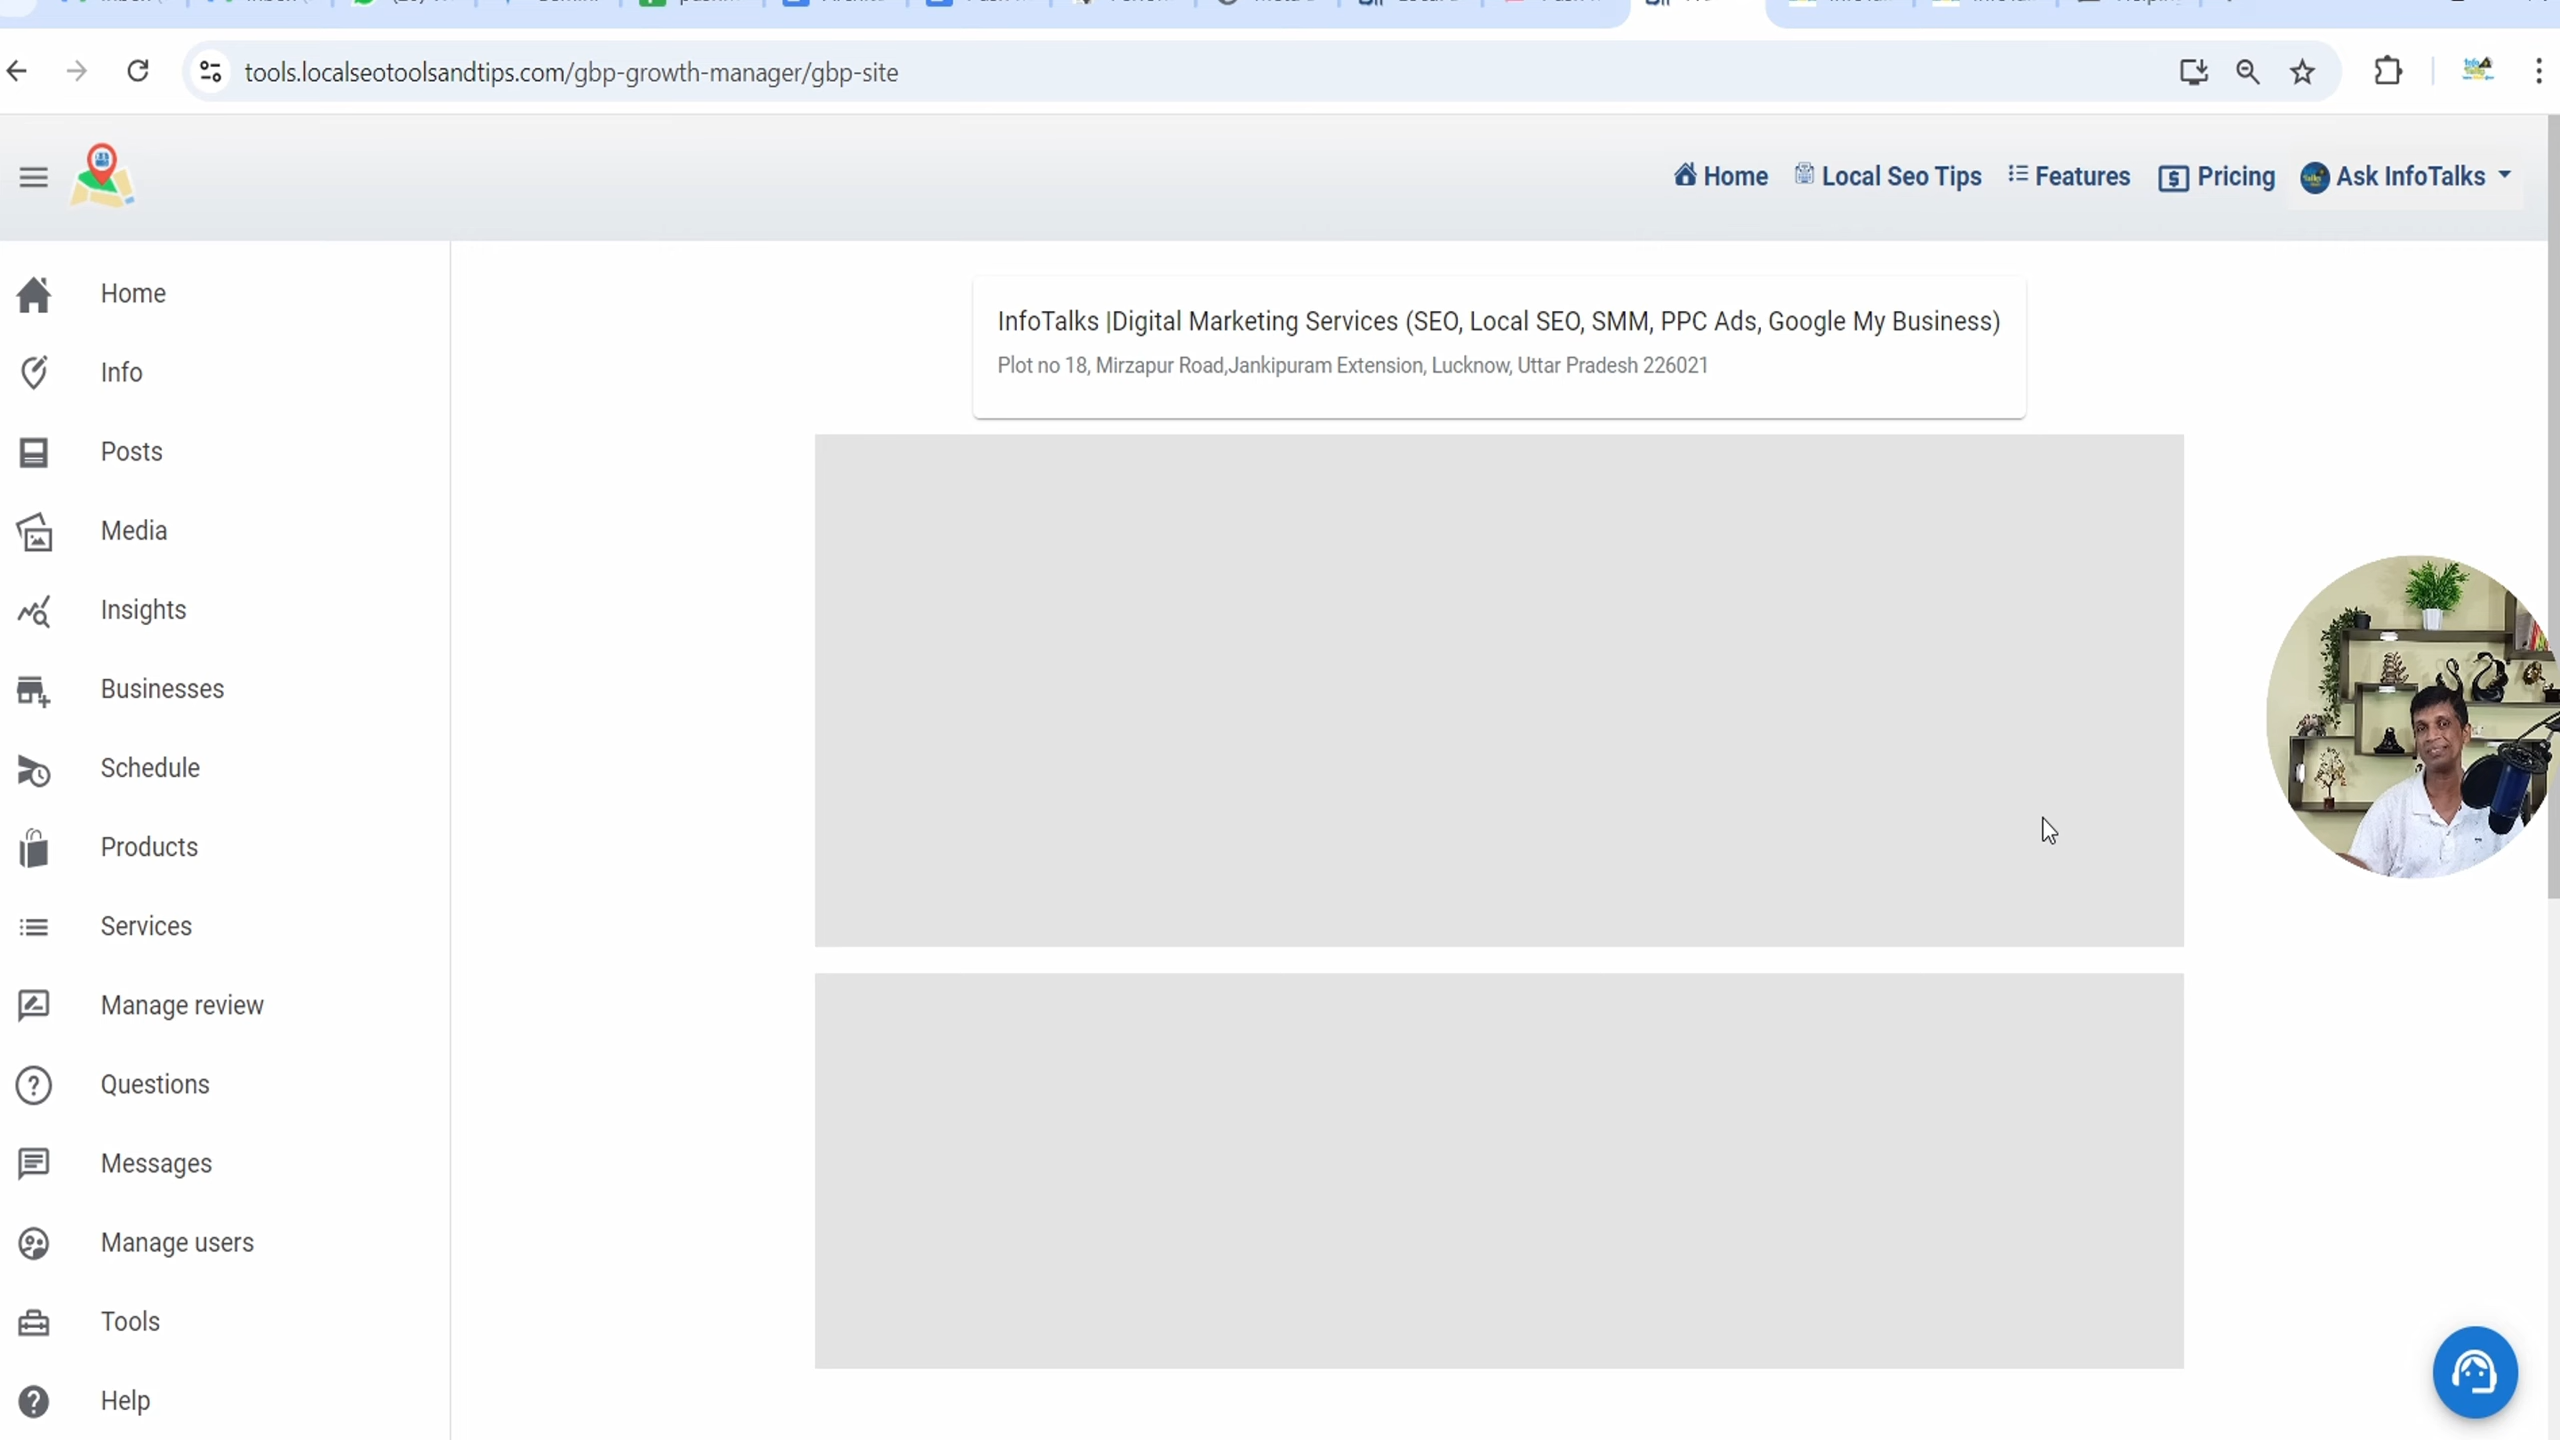 tools.localseotoolsandtips.com/gbp-growth-manager/gbp-site
Home
Local Seo Tips
Features
Pricing
Ask InfoTalks
Home
Info
Posts
Media
Insights
Businesses
Schedule
Products
Services
Manage review
Questions
Messages
Manage users
Tools
Help
InfoTalks |Digital Marketing Services (SEO, Local SEO, SMM, PPC Ads, Google My Business)
Plot no 18, Mirzapur Road,Jankipuram Extension, Lucknow, Uttar Pradesh 226021